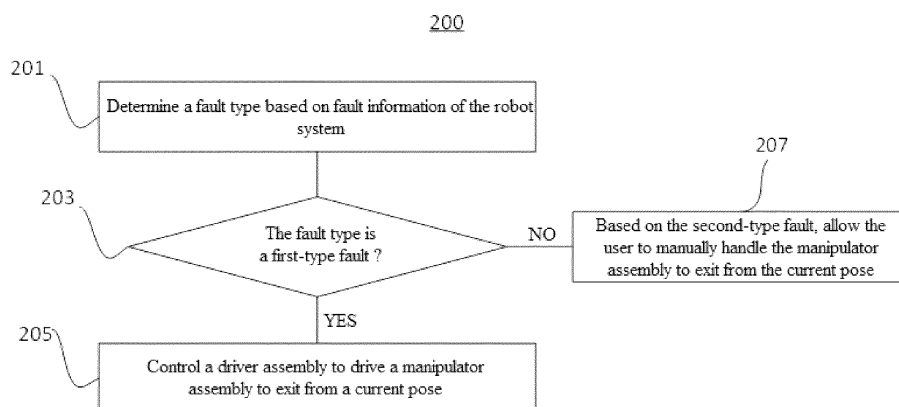 200
201
Determine a fault type based on fault information of the robot
system
207
203
The fault type is
a first-type fault ?
NO
Based on the second-type fault, allow the
user to manually handle the manipulator
assembly to exit from the current pose
YES
205
Control a driver assembly to drive a manipulator
assembly to exit from a current pose